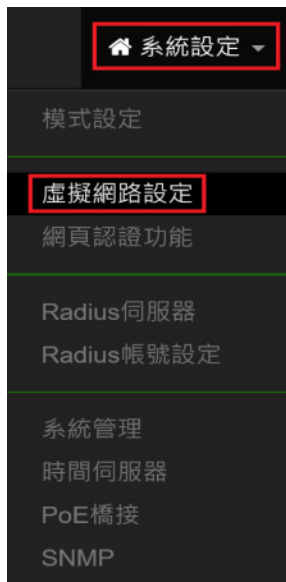 系統設定
模式設定
虛擬網路設定
網頁認證功能
Radius伺服器
Radius帳號設定
系統管理
時間伺服器
PoE橋接
SNMP